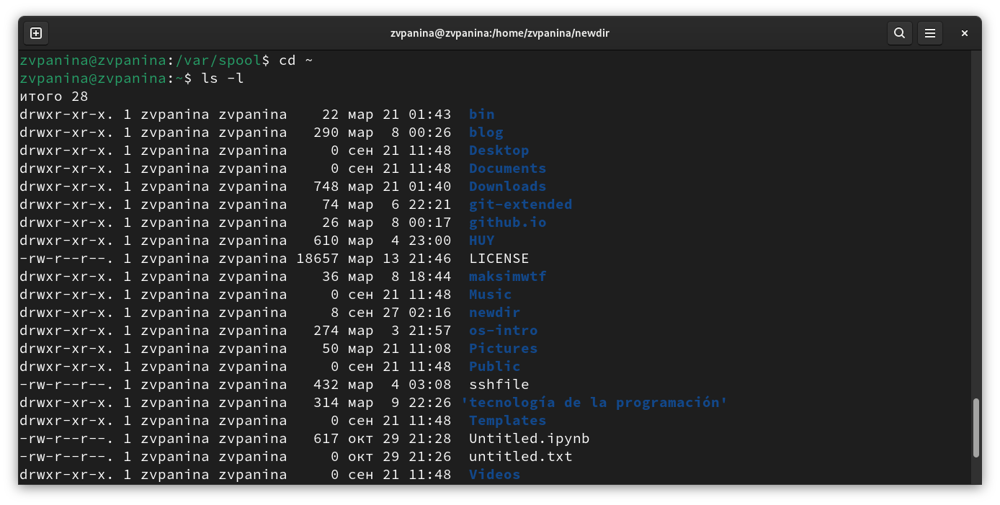 zvpanina@zvpanina:/home/zvpanina/newdir
zvpanina@zvpanina:/var/spool$ cd ~
zvpanina@zvpanina:~$ ls -l
итого 28
drwxr-xr-x. 1 zvpanina zvpanina    22 мар 21 01:43  bin
drwxr-xr-x. 1 zvpanina zvpanina   290 мар  8 00:26  blog
drwxr-xr-x. 1 zvpanina zvpanina     0 сен 21 11:48  Desktop
drwxr-xr-x. 1 zvpanina zvpanina     0 сен 21 11:48  Documents
drwxr-xr-x. 1 zvpanina zvpanina   748 мар 21 01:40  Downloads
drwxr-xr-x. 1 zvpanina zvpanina    74 мар  6 22:21  git-extended
drwxr-xr-x. 1 zvpanina zvpanina    26 мар  8 00:17  github.io
drwxr-xr-x. 1 zvpanina zvpanina   610 мар  4 23:00  HUY
-rw-r--r--. 1 zvpanina zvpanina 18657 мар 13 21:46  LICENSE
drwxr-xr-x. 1 zvpanina zvpanina    36 мар  8 18:44  maksimwtf
drwxr-xr-x. 1 zvpanina zvpanina     0 сен 21 11:48  Music
drwxr-xr-x. 1 zvpanina zvpanina     8 сен 27 02:16  newdir
drwxr-xr-x. 1 zvpanina zvpanina   274 мар  3 21:57  os-intro
drwxr-xr-x. 1 zvpanina zvpanina    50 мар 21 11:08  Pictures
drwxr-xr-x. 1 zvpanina zvpanina     0 сен 21 11:48  Public
-rw-r--r--. 1 zvpanina zvpanina   432 мар  4 03:08  sshfile
drwxr-xr-x. 1 zvpanina zvpanina   314 мар  9 22:26 'tecnología de la programación'
drwxr-xr-x. 1 zvpanina zvpanina     0 сен 21 11:48  Templates
-rw-r--r--. 1 zvpanina zvpanina   617 окт 29 21:28  Untitled.ipynb
-rw-r--r--. 1 zvpanina zvpanina     0 окт 29 21:26  untitled.txt
drwxr-xr-x. 1 zvpanina zvpanina     0 сен 21 11:48  Videos